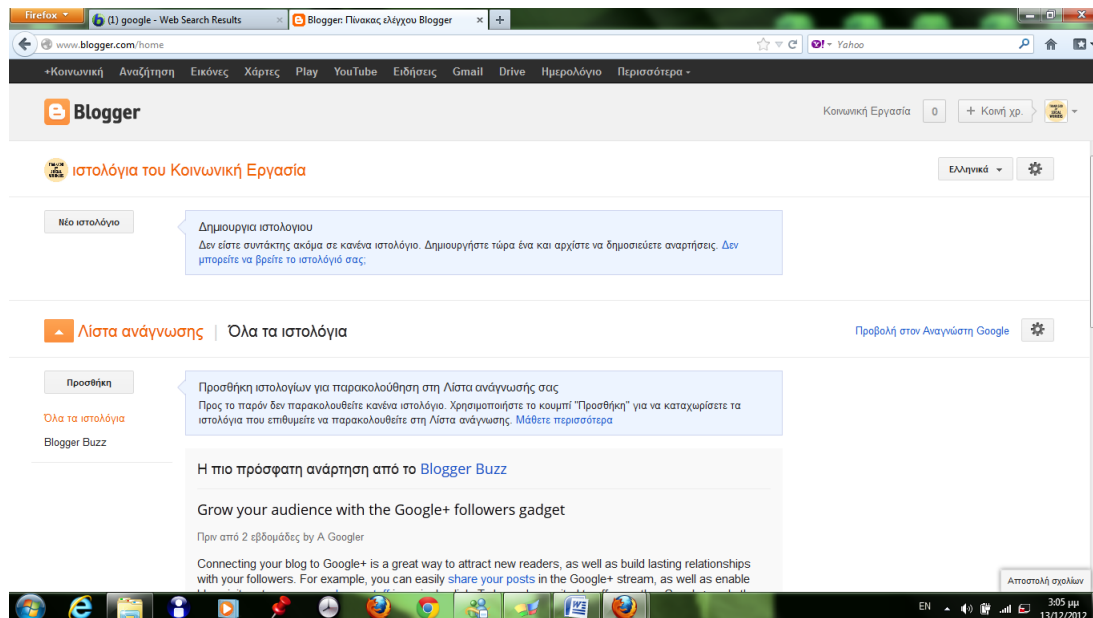 Firefox
(1) google - Web Search Results
Blogger: Πίνακας ελέγχου Blogger
www.blogger.com/home
Yahoo
+Κοινωνική Αναζήτηση Εικόνες Χάρτες Play YouTube Ειδήσεις Gmail Drive Ημερολόγιο Περισσότερα
Blogger
Κοινωνική Εργασία 0 + Κοινή χρ.
ιστολόγια του Κοινωνική Εργασία
Ελληνικά
Νέο ιστολόγιο
Δημιουργια ιστολογιου
Δεν είστε συντάκτης ακόμα σε κανένα ιστολόγιο. Δημιουργήστε τώρα ένα και αρχίστε να δημοσιεύετε αναρτήσεις. Δεν
μπορείτε να βρείτε το ιστολόγιό σας;
Λίστα ανάγνωσης | Όλα τα ιστολόγια
Προβολή στον Αναγνώστη Google
Προσθήκη
Όλα τα ιστολόγια
Blogger Buzz
Προσθήκη ιστολογίων για παρακολούθηση στη Λίστα ανάγνωσής σας
Προς το παρόν δεν παρακολουθείτε κανένα ιστολόγιο. Χρησιμοποιήστε το κουμπί "Προσθήκη" για να καταχωρίσετε τα
ιστολόγια που επιθυμείτε να παρακολουθείτε στη Λίστα ανάγνωσης. Μάθετε περισσότερα
Η πιο πρόσφατη ανάρτηση από το Blogger Buzz
Grow your audience with the Google+ followers gadget
Πριν από 2 εβδομάδες by A Googler
Connecting your blog to Google+ is a great way to attract new readers, as well as build lasting relationships
with your followers. For example, you can easily share your posts in the Google+ stream, as well as enable
Αποστολή σχολίων
EN
3:05 μμ
13/12/2012